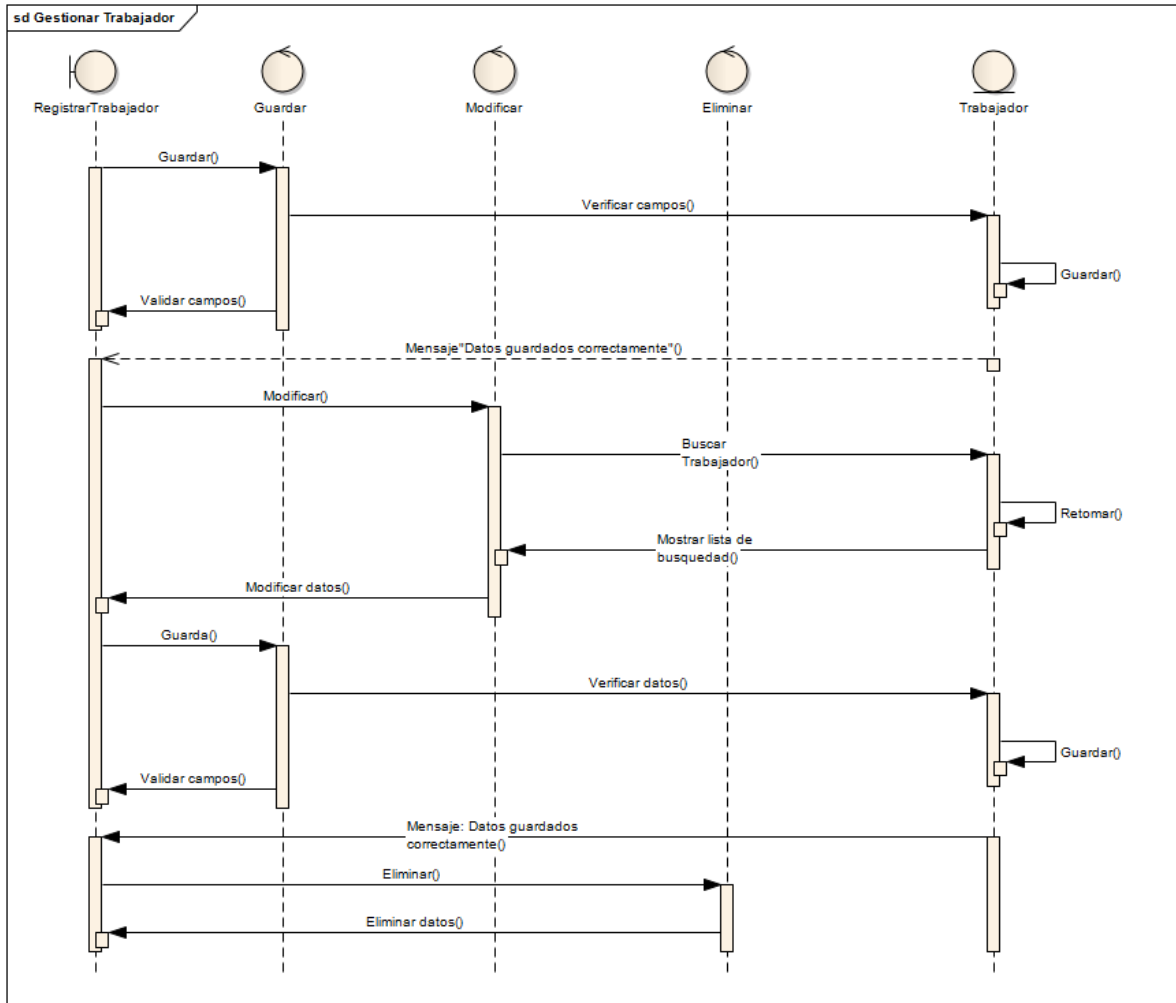 sd Gestionar Trabajador
RegistrarTrabajador
Guardar
Modificar
Eliminar
Trabajador
Guardar()
Verificar campos()
Guardar()
Validar campos()
Mensaje"Datos guardados correctamente"()
Modificar()
Buscar
Trabajador()
Retomar()
Mostrar lista de
busquedad()
Modificar datos()
Guarda()
Verificar datos()
Guardar()
Validar campos()
Mensaje: Datos guardados
correctamente()
Eliminar()
Eliminar datos()